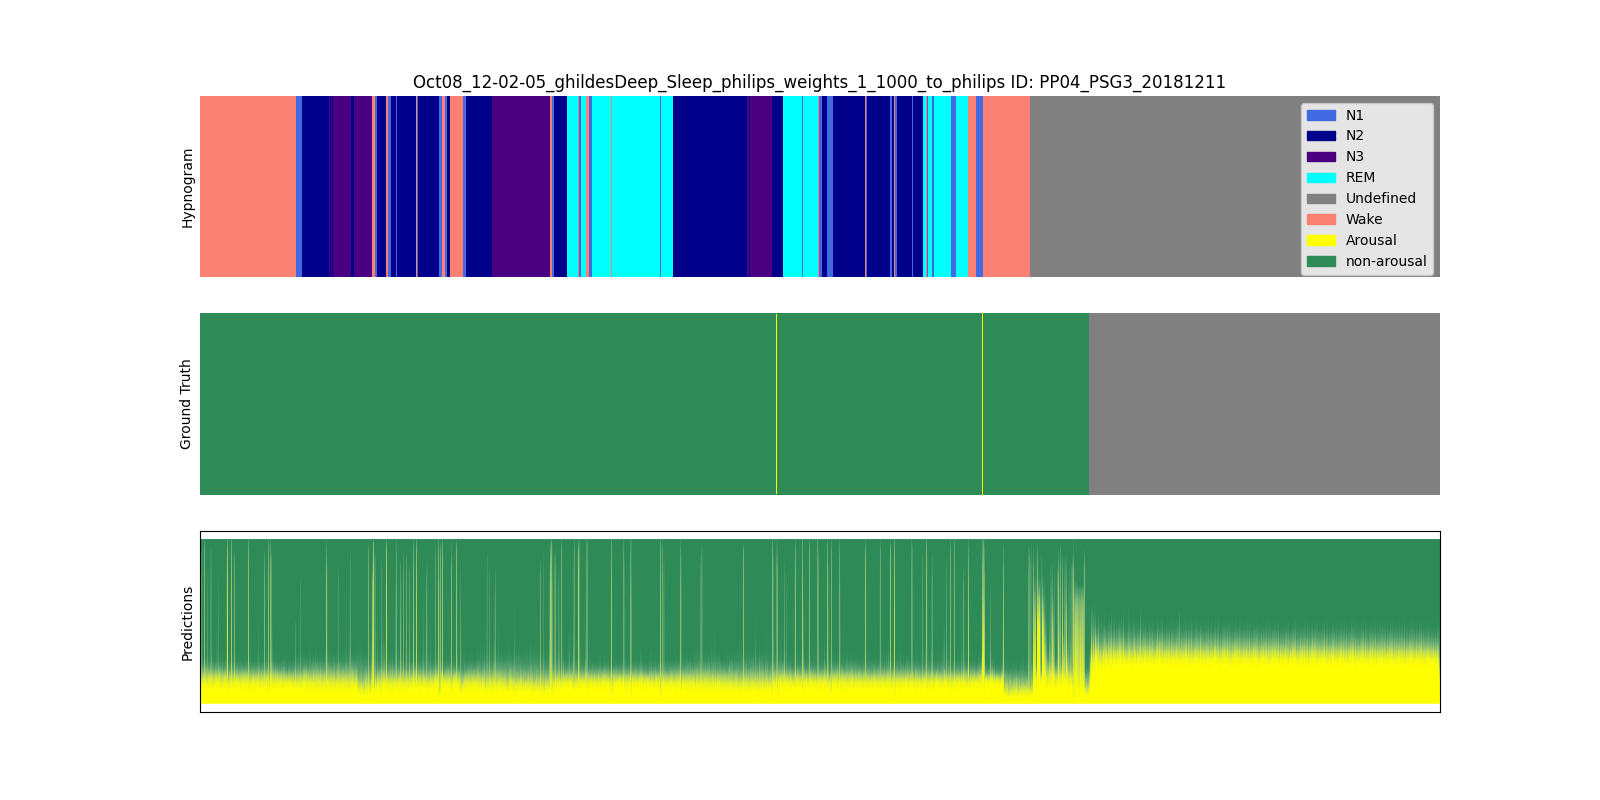 Oct08_12-02-05_ghildesDeep_Sleep_philips_weights_1_1000_to_philips ID: PP04_PSG3_20181211
Hypnogram
N1
N2
N3
REM
Undefined
Wake
Arousal
non-arousal
Ground Truth
Predictions